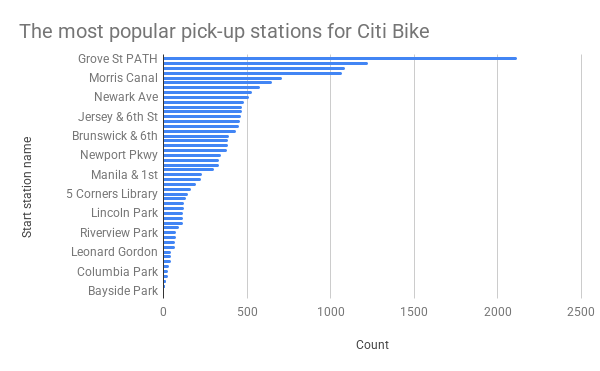 The most popular pick-up stations for Citi Bike
Start station name
Grove St PATH
Morris Canal
Newark Ave
Jersey & 6th St
Brunswick & 6th
Newport Pkwy
Manila & 1st
5 Corners Library
Lincoln Park
Riverview Park
Leonard Gordon
Columbia Park
Bayside Park
0 500 1000 1500 2000 2500
Count